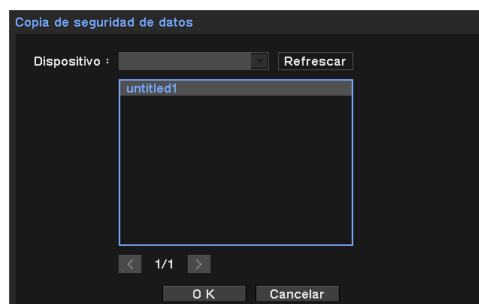 Copia de seguridad de datos
Dispositivo : Refrescar
untitled1
< 1/1 >
O K Cancelar